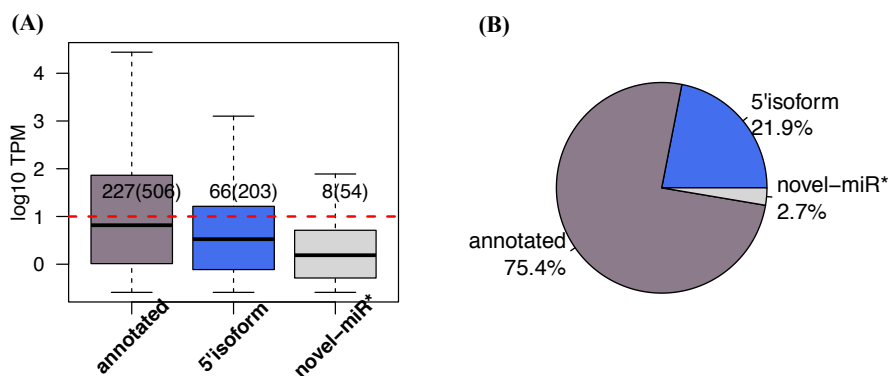 (A)
log10 TPM
4
3
2
1
0
227(506)
66(203)
8(54)
annotated
5'isoform
novel−miR*
(B)
5'isoform
21.9%
novel−miR*
2.7%
annotated
75.4%